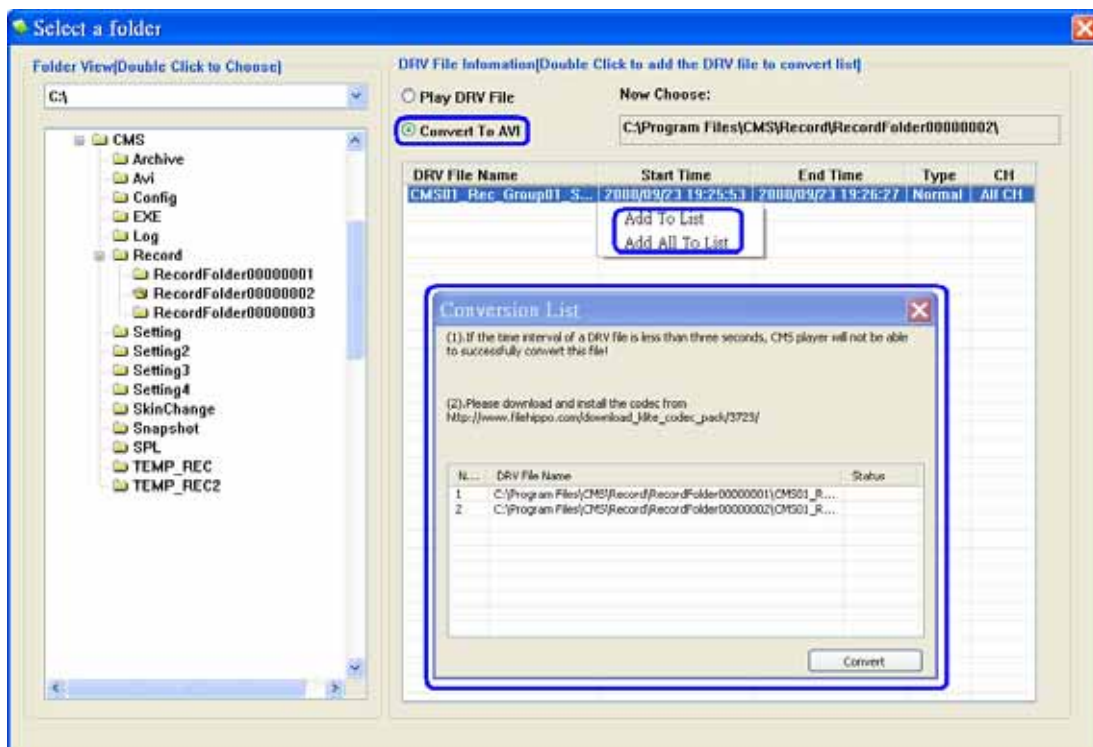 Select a folder
Folder View[Double Click to Choose]
C:\
CMS
Archive
Avi
Config
EXE
Log
Record
RecordFolder00000001
RecordFolder00000002
RecordFolder00000003
Setting
Setting2
Setting3
Setting4
SkinChange
Snapshot
SPL
TEMP_REC
TEMP_REC2
DRV File Infomation[Double Click to add the DRV file to convert list]
Play DRV File
Now Choose:
Convert To AVI
C:\Program Files\CMS\Record\RecordFolder00000002\
DRV File Name Start Time End Time Type CH
CMS01_Rec_Group01_S... 2008/09/23 19:25:53 2008/09/23 19:26:27 Normal All CH
Add To List
Add All To List
Conversion List
(1).If the time interval of a DRV file is less than three seconds, CMS player will not be able
to successfully convert this file!
(2).Please download and install the codec from
http://www.filehippo.com/download_klite_codec_pack/3723/
N... DRV File Name Status
1 C:\Program Files\CMS\Record\RecordFolder00000001\CMS01_R...
2 C:\Program Files\CMS\Record\RecordFolder00000002\CMS01_R...
Convert